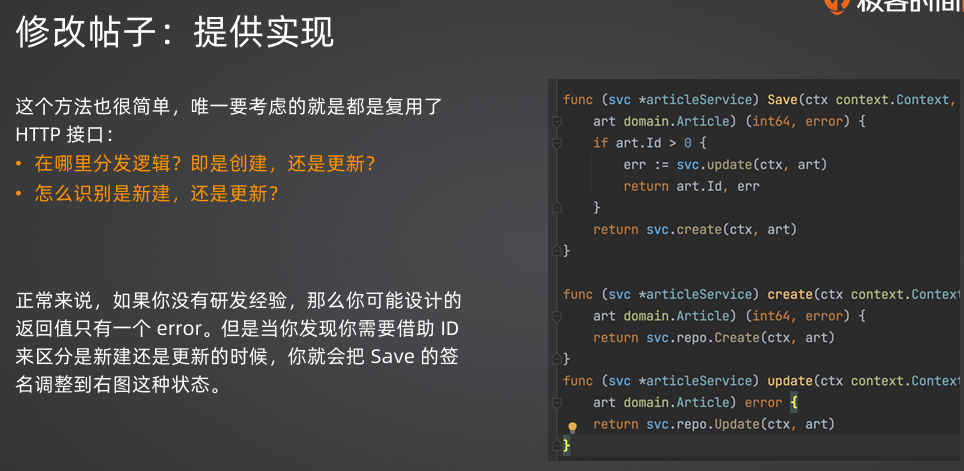 极客时间
修改帖子：提供实现
这个方法也很简单，唯一要考虑的就是都是复用了
HTTP 接口：
• 在哪里分发逻辑？即是创建，还是更新？
• 怎么识别是新建，还是更新？
正常来说，如果你没有研发经验，那么你可能设计的
返回值只有一个 error。但是当你发现你需要借助 ID
来区分是新建还是更新的时候，你就会把 Save 的签
名调整到右图这种状态。
func (svc *articleService) Save(ctx context.Context,
art domain.Article) (int64, error) {
if art.Id > 0 {
err := svc.update(ctx, art)
return art.Id, err
}
return svc.create(ctx, art)
}
func (svc *articleService) create(ctx context.Context
art domain.Article) (int64, error) {
return svc.repo.Create(ctx, art)
}
func (svc *articleService) update(ctx context.Context
art domain.Article) error {
return svc.repo.Update(ctx, art)
}